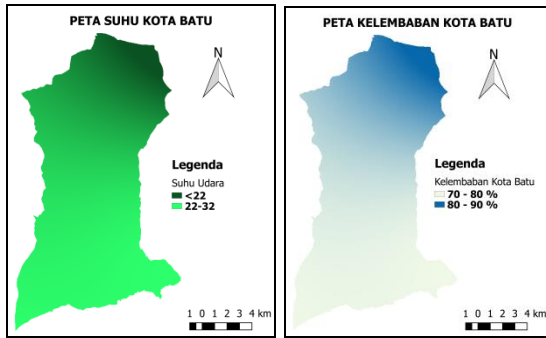 PETA SUHU KOTA BATU
N
Legenda
Suhu Udara
<22
22-32
1 0 1 2 3 4 km
PETA KELEMBABAN KOTA BATU
N
Legenda
Kelembaban Kota Batu
70 - 80 %
80 - 90 %
1 0 1 2 3 4 km